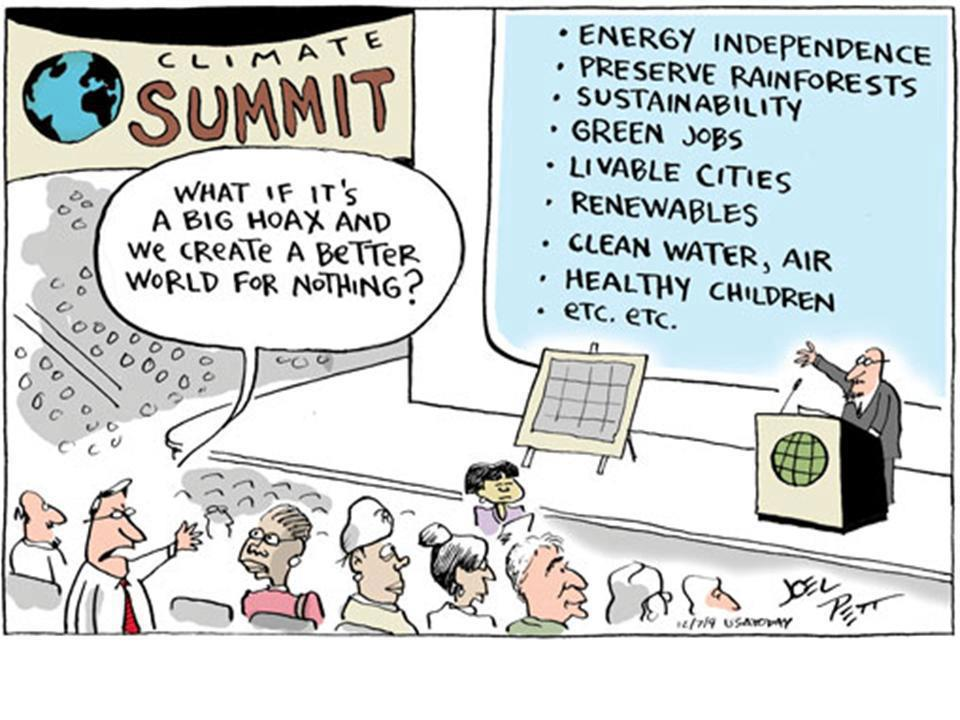 CLIMATE
SUMMIT
WHAT IF IT'S
A BIG HOAX AND
WE CREATE A BETTER
WORLD FOR NOTHING?
• ENERGY INDEPENDENCE
• PRESERVE RAINFORESTS
• SUSTAINABILITY
• GREEN JOBS
• LIVABLE CITIES
• RENEWABLES
• CLEAN WATER, AIR
• HEALTHY CHILDREN
• ETC. ETC.
JOEL
PETT
12/7/9 USA TODAY